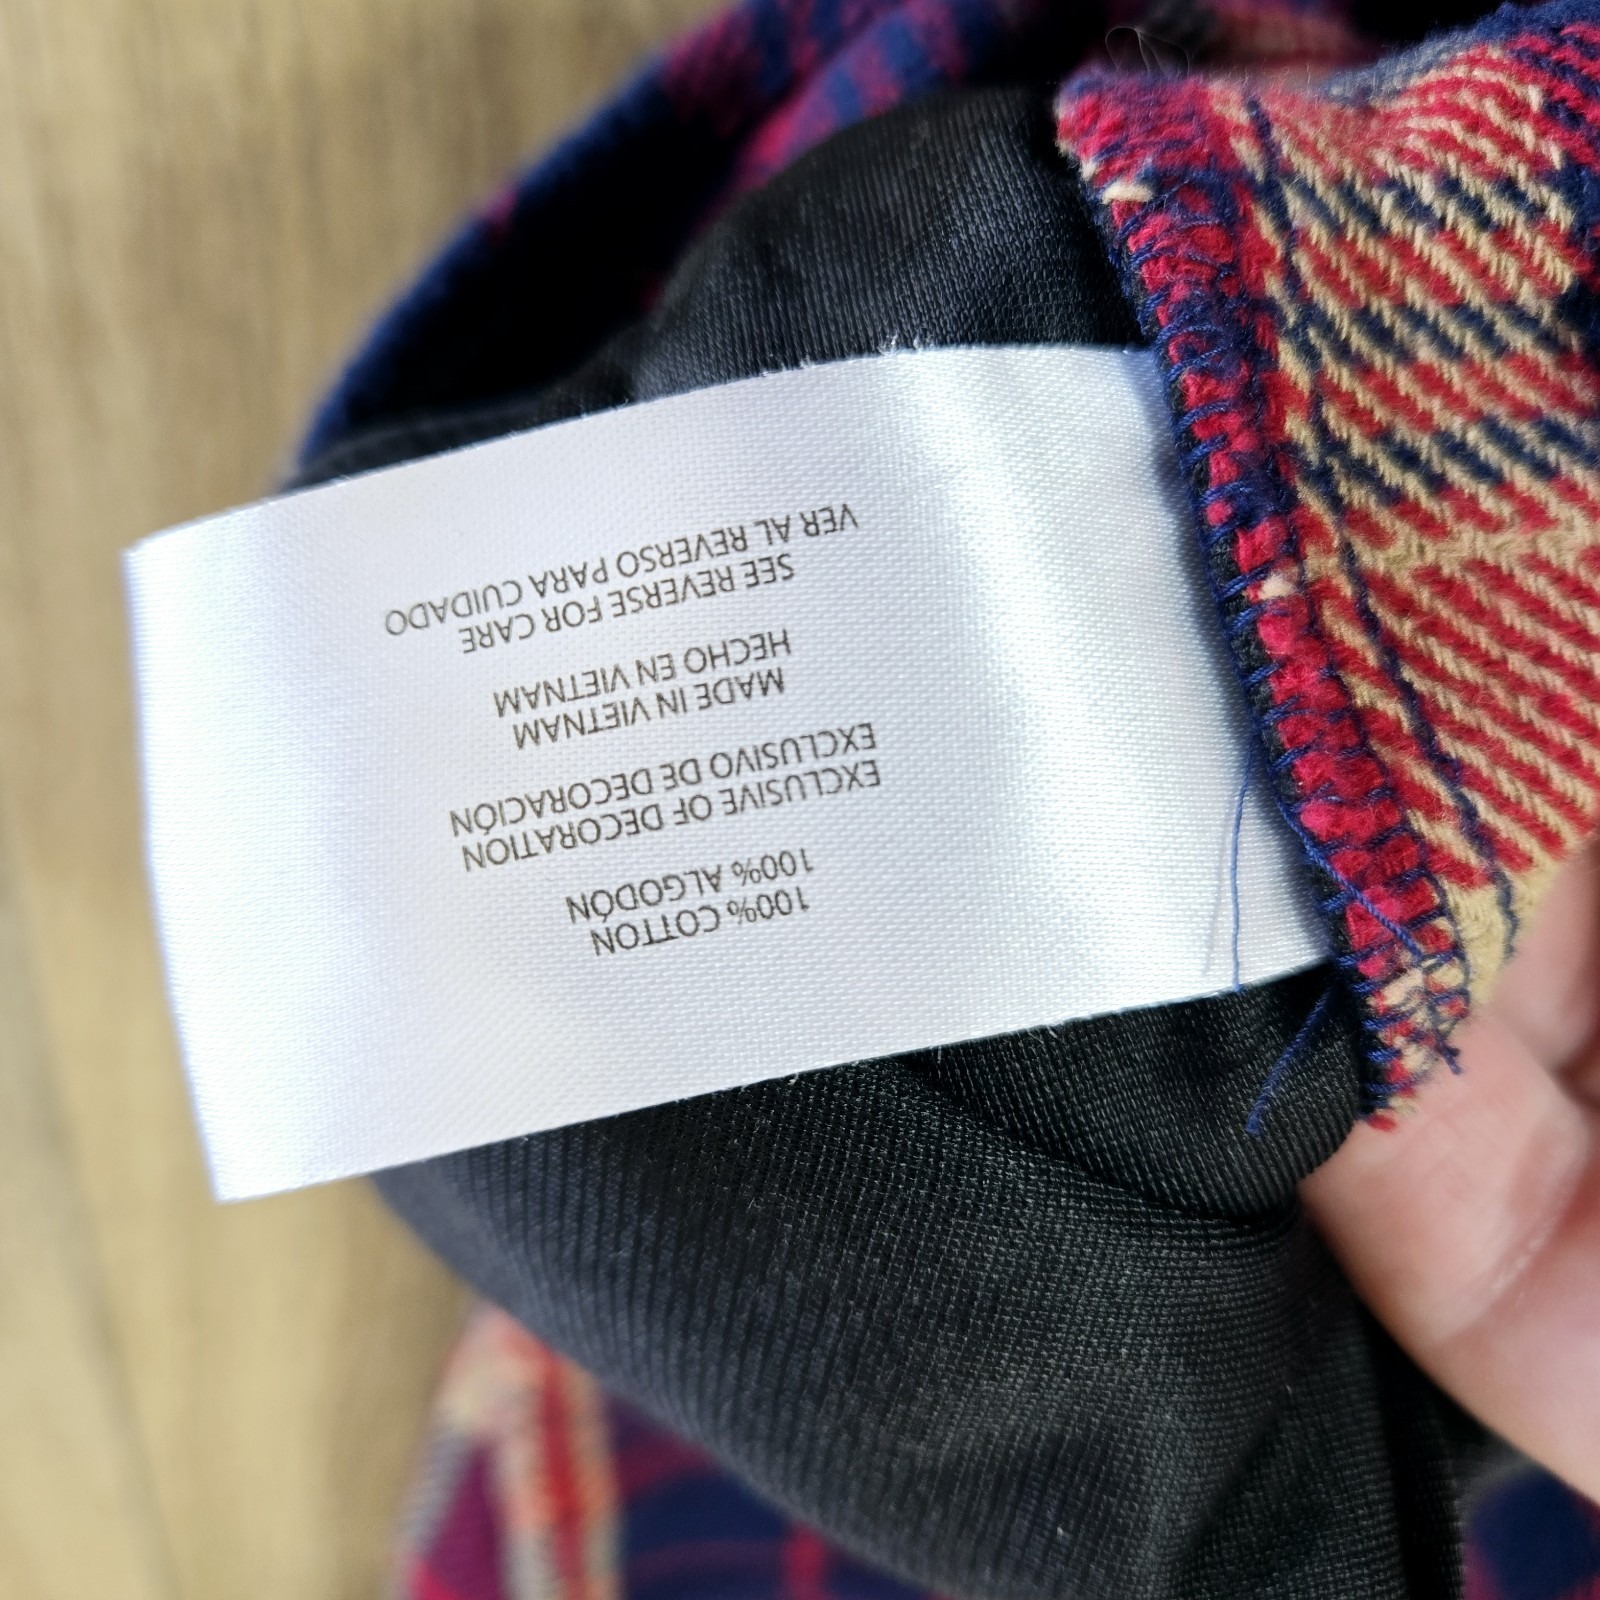 100% COTTON
100% ALGODÓN
EXCLUSIVE OF DECORATION
EXCLUSIVO DE DECORACIÓN
MADE IN VIETNAM
HECHO EN VIETNAM
SEE REVERSE FOR CARE
VER AL REVERSO PARA CUIDADO